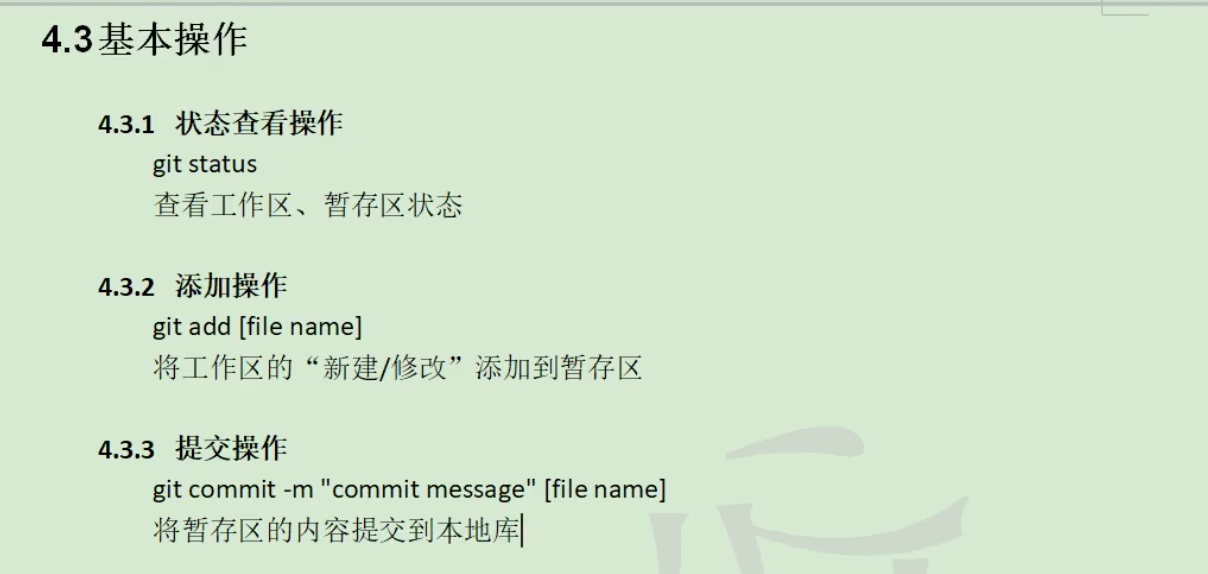 4.3基本操作
4.3.1 状态查看操作
git status
查看工作区、暂存区状态
4.3.2 添加操作
git add [file name]
将工作区的“新建/修改”添加到暂存区
4.3.3 提交操作
git commit -m "commit message" [file name]
将暂存区的内容提交到本地库